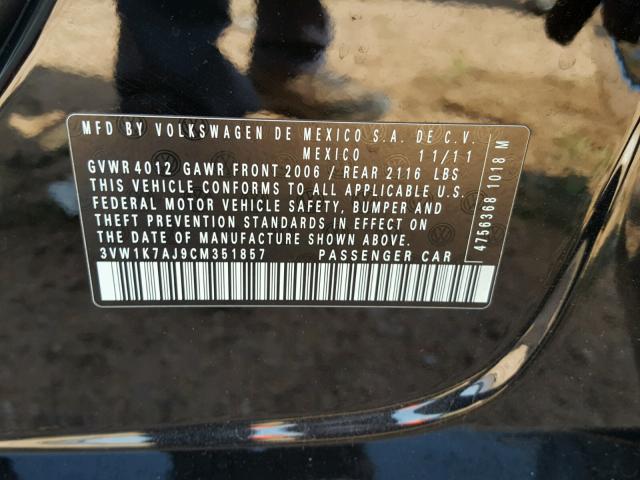 MFD BY VOLKSWAGEN DE MEXICO S.A. DE C.V.
MEXICO 11/11
GVWR 4012 GAWR FRONT 2006 / REAR 2116 LBS
THIS VEHICLE CONFORMS TO ALL APPLICABLE U.S.
FEDERAL MOTOR VEHICLE SAFETY, BUMPER AND
THEFT PREVENTION STANDARDS IN EFFECT ON
THE DATE OF MANUFACTURE SHOWN ABOVE.
3VW1K7AJ9CM351857 PASSENGER CAR
4756368 1018 M